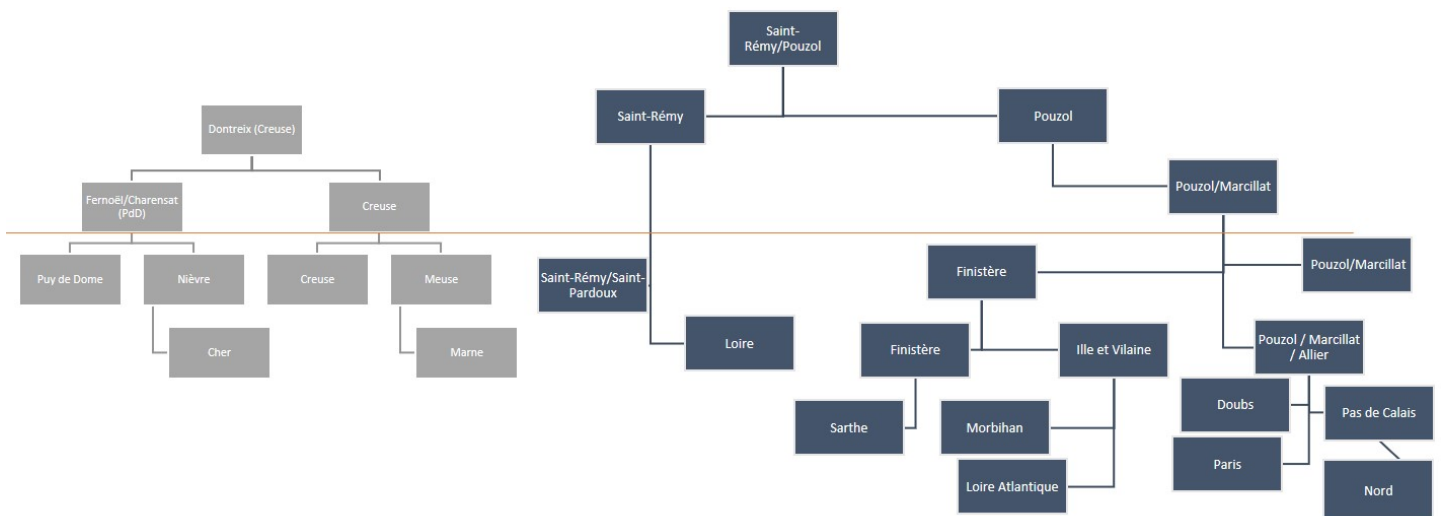 Saint-
Rémy/Pouzol
Saint-Rémy
Pouzol
Dontreix (Creuse)
Pouzol/Marcillat
Fernoël/Charensat
(PdD)
Creuse
Puy de Dome
Nièvre
Creuse
Meuse
Saint-Rémy/Saint-
Pardoux
Finistère
Pouzol/Marcillat
Cher
Marne
Loire
Finistère
Ille et Vilaine
Pouzol / Marcillat
/ Allier
Sarthe
Morbihan
Doubs
Pas de Calais
Paris
Loire Atlantique
Nord